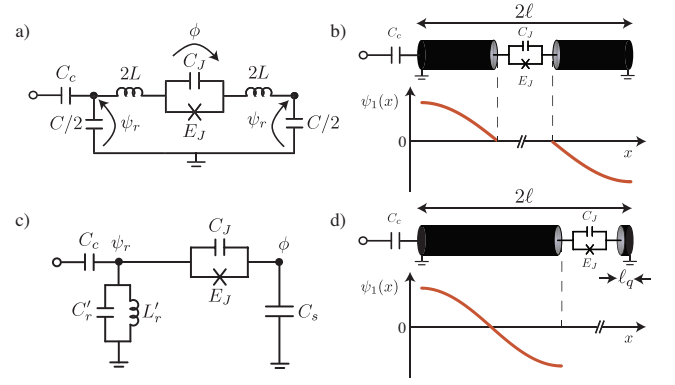 a)
ϕ
C_c
2L
C_J
2L
C/2
ψ_r
E_J
ψ_r
C/2
b)
2ℓ
C_c
C_J
E_J
ψ_1(x)
0
x
c)
C_c
ψ_r
C_J
ϕ
E_J
C'_r
L'_r
C_s
d)
2ℓ
C_c
C_J
E_J
ℓ_q
ψ_1(x)
0
x